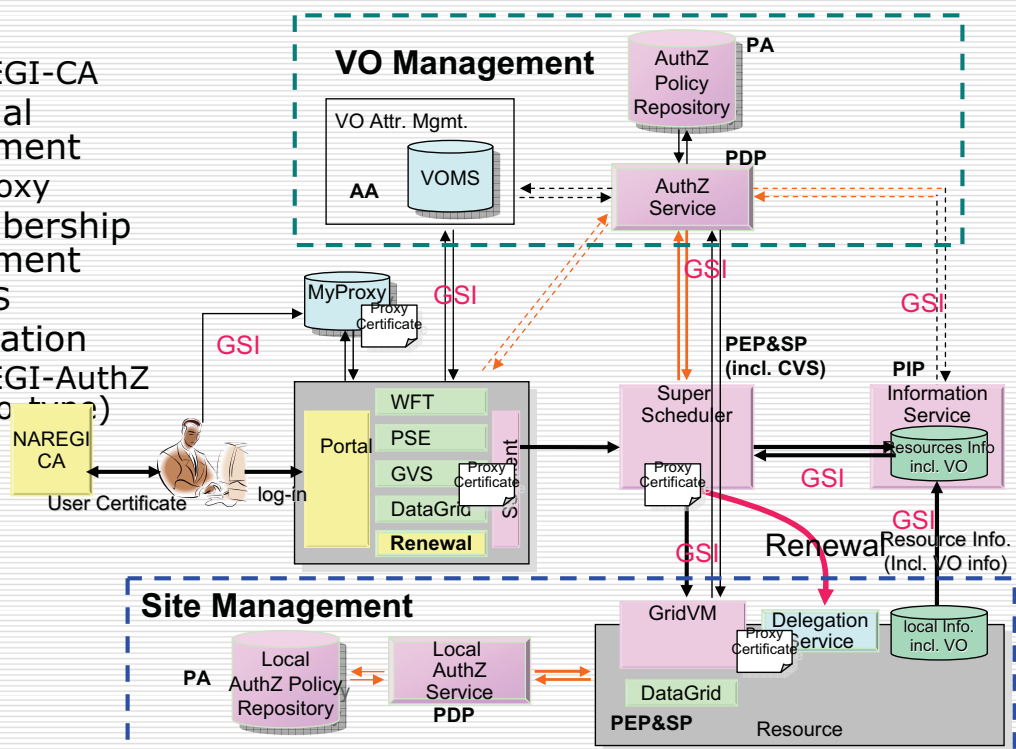 EGI-CA
al
ment
oxy
bership
ment
S
ation
EGI-AuthZ
type)
VO Management
AuthZ
Policy
Repository
PA
VO Attr. Mgmt.
VOMS
AA
PDP
AuthZ
Service
GSI
MyProxy
Proxy
Certificate
GSI
GSI
GSI
PEP&SP
(incl. CVS)
PIP
NAREGI
CA
User Certificate
log-in
Portal
WFT
PSE
GVS
DataGrid
Renewal
Proxy
Certificate
Super
Scheduler
Proxy
Certificate
Information
Service
Resources Info
incl. VO
GSI
GSI
GSI
Renewal
Resource Info.
(Incl. VO info)
Site Management
PA
Local
AuthZ Policy
Repository
Local
AuthZ
Service
PDP
GridVM
Proxy
Certificate
Delegation
Service
local Info.
incl. VO
DataGrid
PEP&SP
Resource